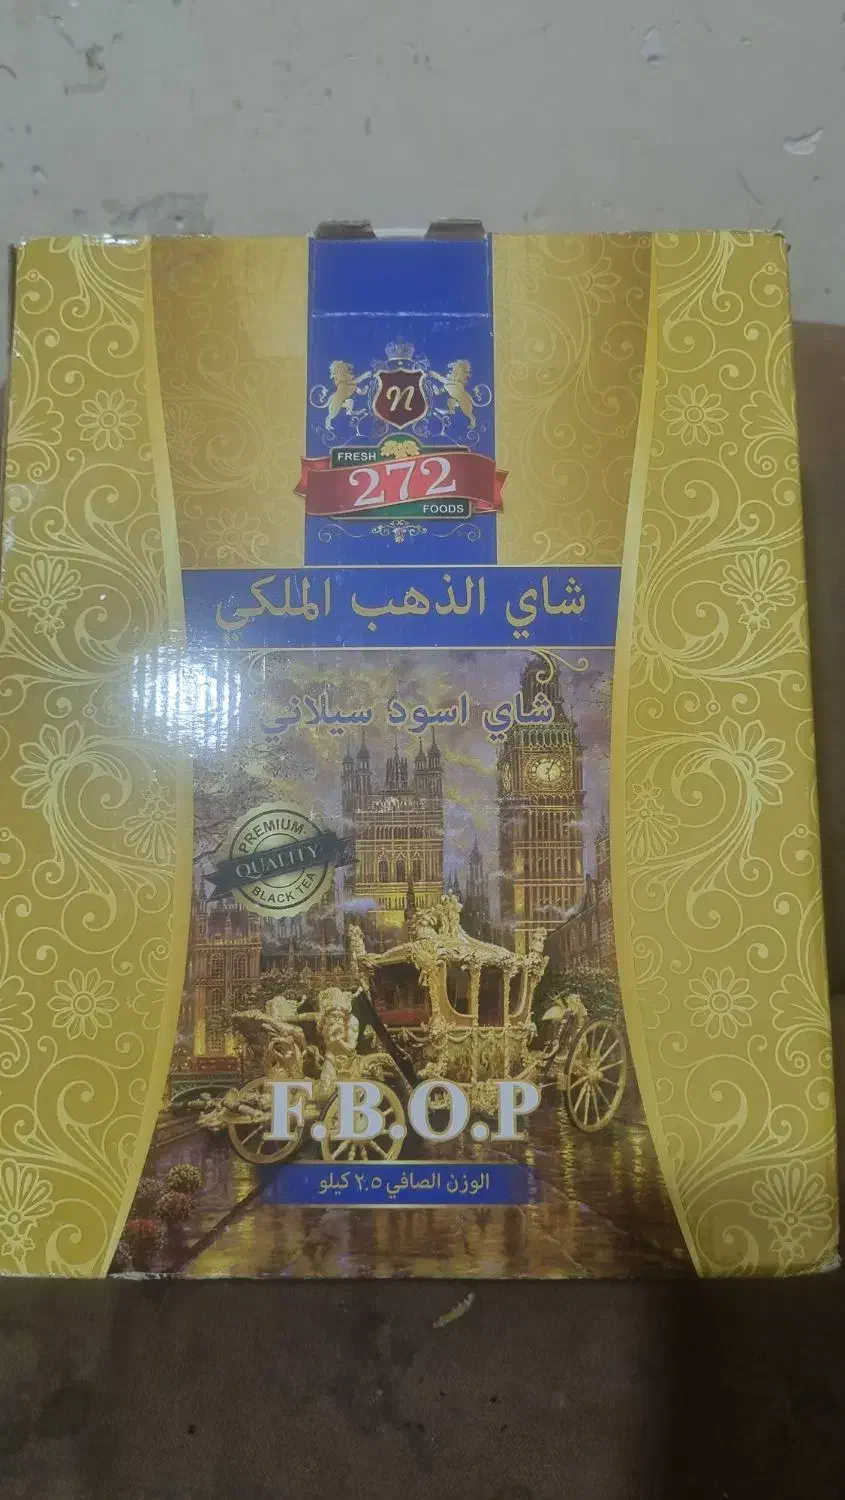 n
FRESH
272
FOODS
شاي الذهب الملكي
شاي اسود سيلاني
PREMIUM
QUALITY
BLACK TEA
F.B.O.P
الوزن الصافي ٢.٥ كيلو